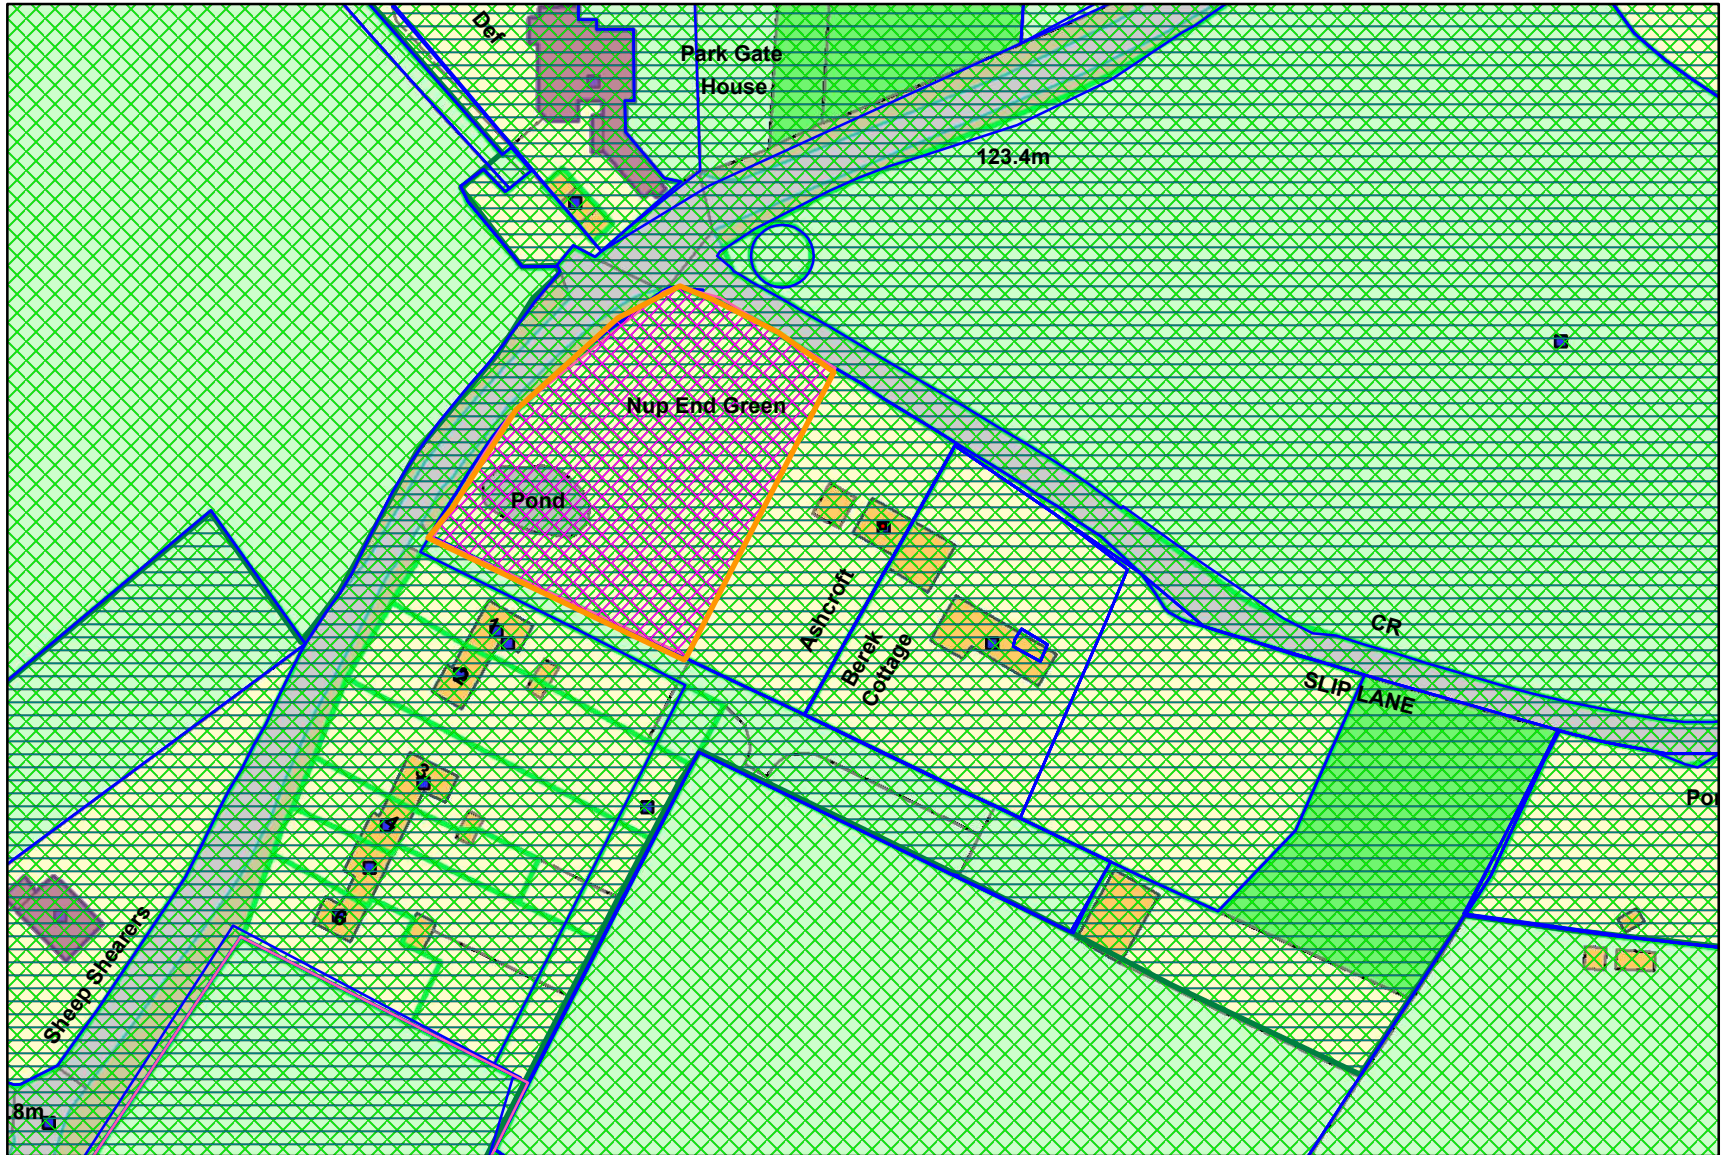 Def
Park Gate
House
123.4m
Nup End Green
Pond
Ashcroft
Berek
Cottage
CR
SLIP LANE
1
2
3
4
6
Sheep Shearers
.8m
Po